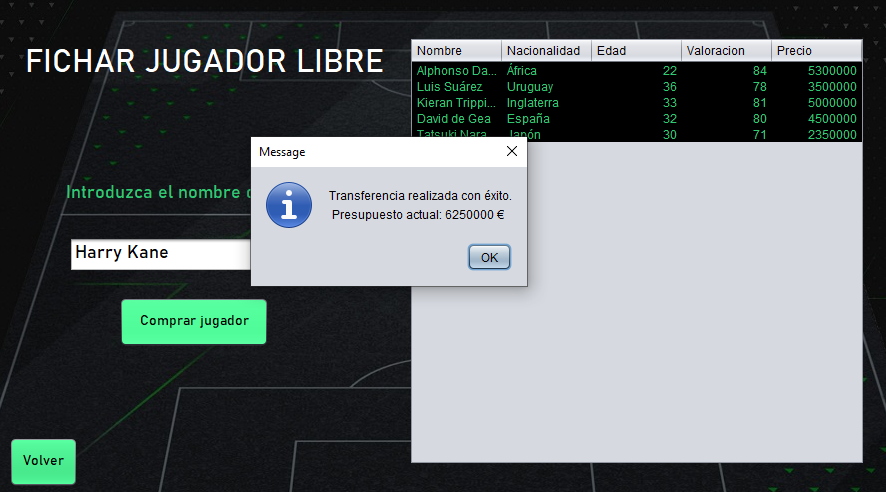 FICHAR JUGADOR LIBRE
Nombre Nacionalidad Edad Valoracion Precio
Alphonso Da... África 22 84 5300000
Luis Suárez Uruguay 36 78 3500000
Kieran Trippi... Inglaterra 33 81 5000000
David de Gea España 32 80 4500000
Tatsuki Nara Japón 30 71 2350000
Message
Introduzca el nombre
Transferencia realizada con éxito.
Presupuesto actual: 6250000 €
OK
Harry Kane
Comprar jugador
Volver